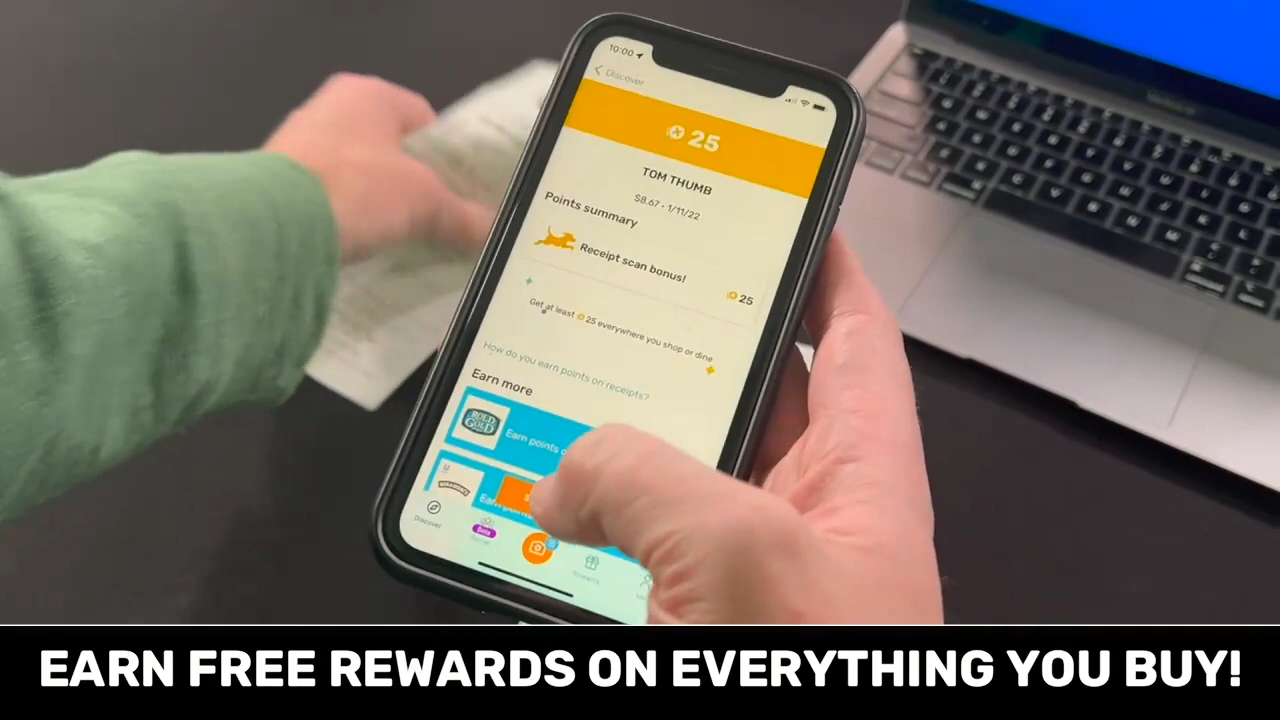 10:00
Discover
25
TOM THUMB
$8.67 • 1/11/22
Points summary
Receipt scan bonus!
25
Get at least 25 everywhere you shop or dine
How do you earn points on receipts?
Earn more
ROLD GOLD
Earn points
Discover
Beta
Rewards
EARN FREE REWARDS ON EVERYTHING YOU BUY!